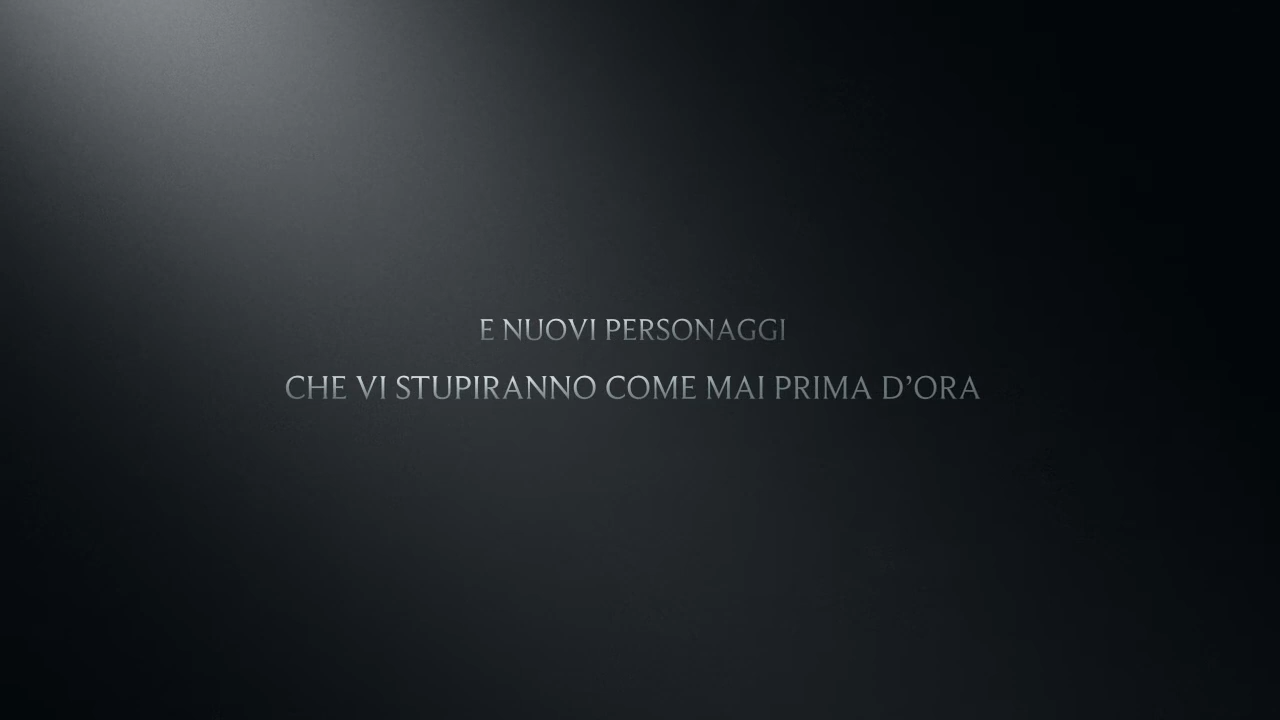 E NUOVI PERSONAGGI
CHE VI STUPIRANNO COME MAI PRIMA D’ORA